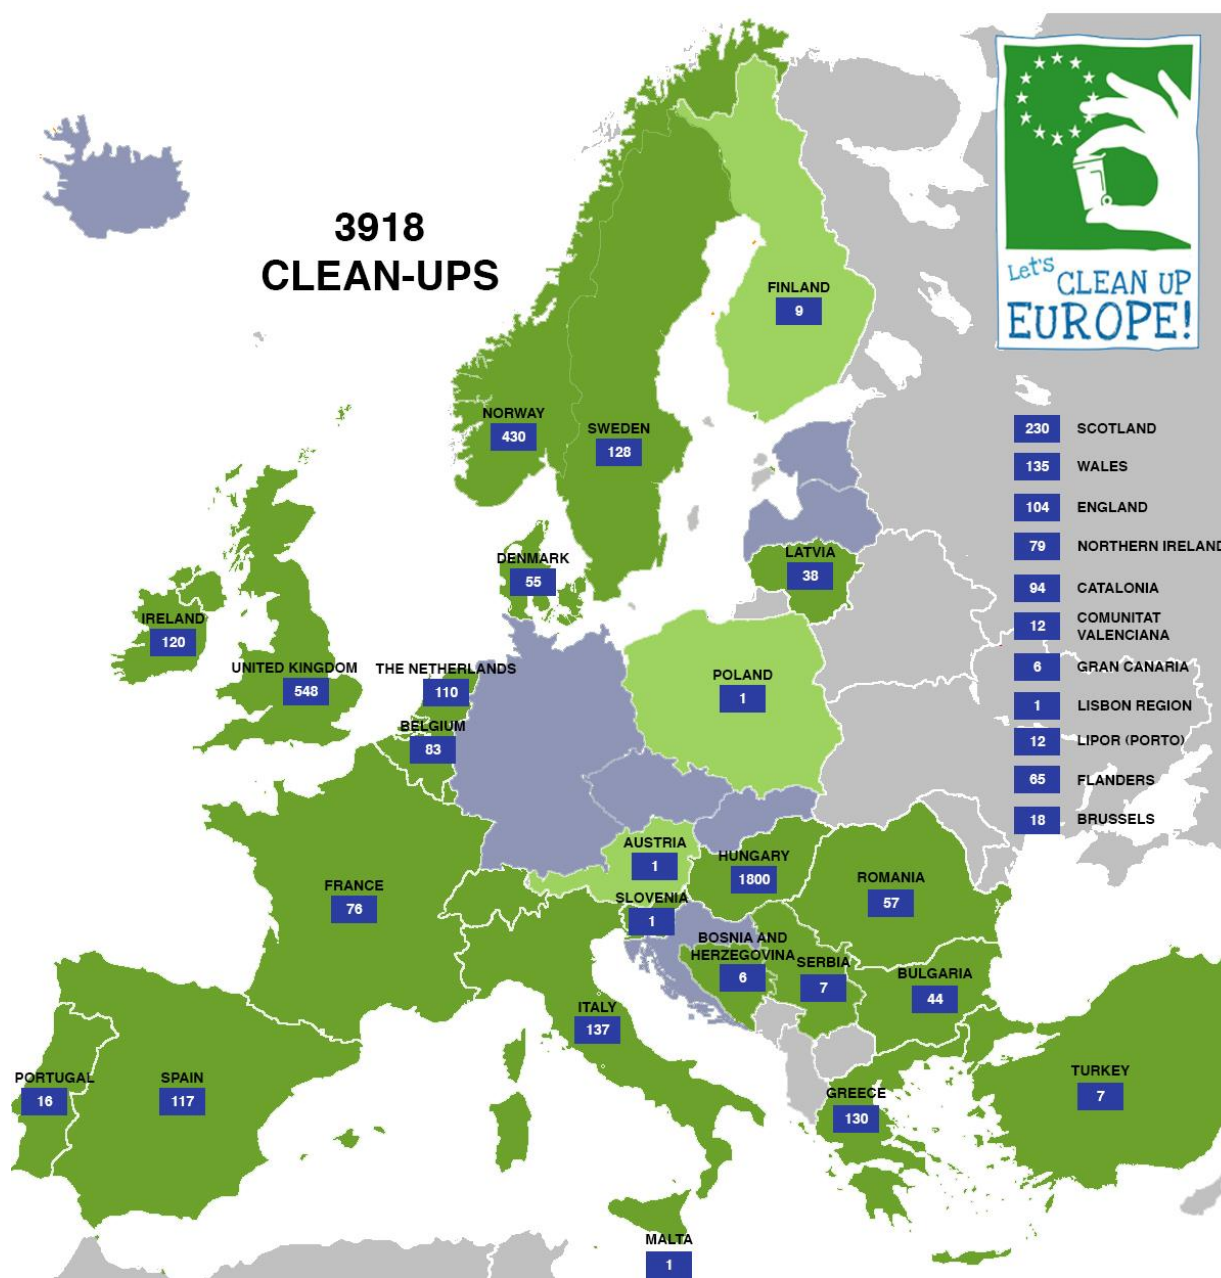 3918
CLEAN-UPS
Let's
CLEAN UP
EUROPE!
FINLAND
9
NORWAY
430
SWEDEN
128
230 SCOTLAND
135 WALES
104 ENGLAND
79 NORTHERN IRELAND
94 CATALONIA
12 COMUNITAT
VALENCIANA
6 GRAN CANARIA
1 LISBON REGION
12 LIPOR (PORTO)
65 FLANDERS
18 BRUSSELS
DENMARK
55
LATVIA
38
IRELAND
120
UNITED KINGDOM
548
THE NETHERLANDS
110
BELGIUM
83
POLAND
1
AUSTRIA
1
HUNGARY
1800
ROMANIA
57
FRANCE
76
SLOVENIA
1
BOSNIA AND
HERZEGOVINA
6
SERBIA
7
BULGARIA
44
ITALY
137
PORTUGAL
16
SPAIN
117
GREECE
130
TURKEY
7
MALTA
1